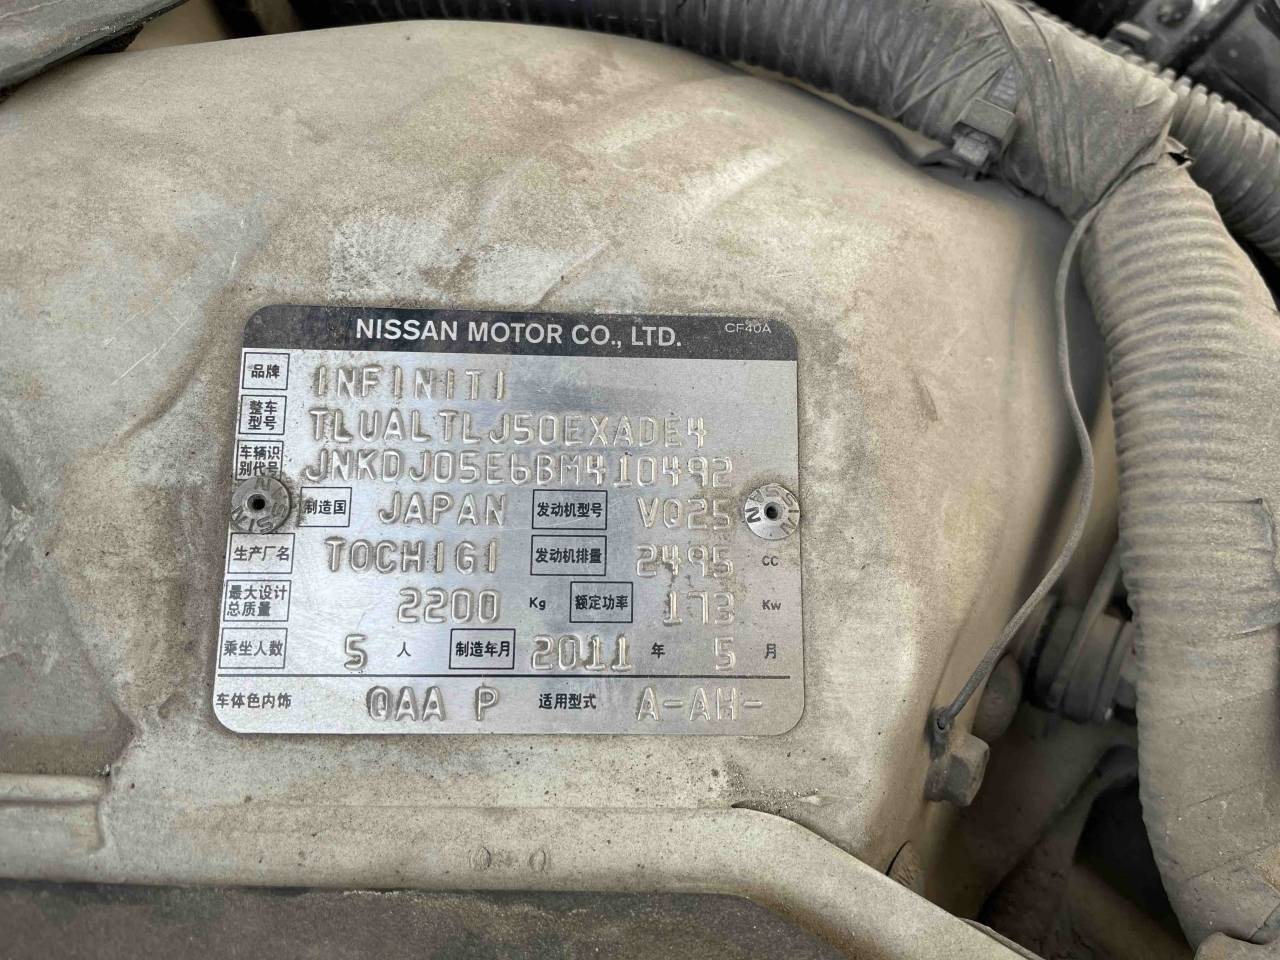 NISSAN MOTOR CO., LTD. CF40A
品牌 INFINITI
整车型号 TLUALTLJ50EXADE4
车辆识别代号 JNKDJ05E6BM410492
制造国 JAPAN 发动机型号 VQ25
生产厂名 TOCHIGI 发动机排量 2495 cc
最大设计总质量 2200 Kg 额定功率 173 Kw
乘坐人数 5 人 制造年月 2011 年 5 月
车体色内饰 QAA P 适用型式 A-AH-
NISSAN
NISSAN